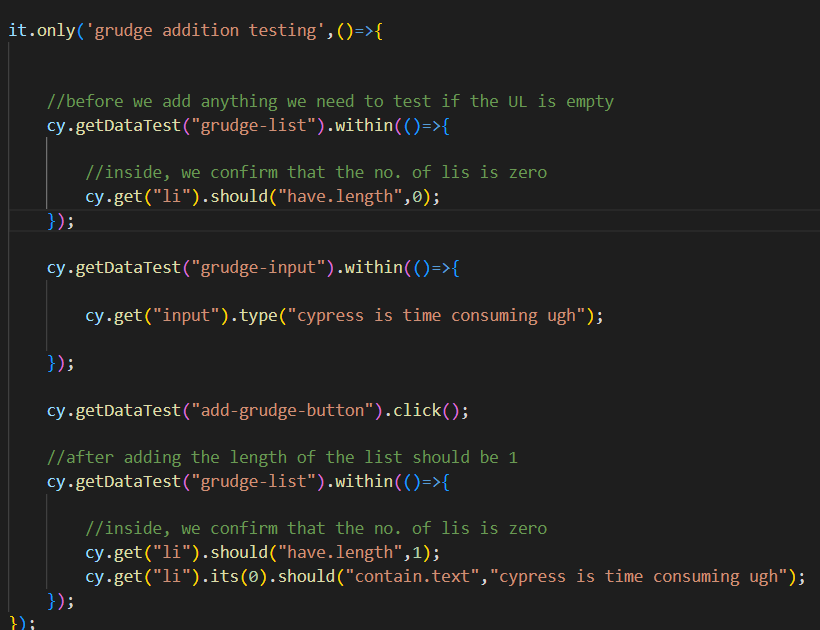 it.only('grudge addition testing',()=>{
//before we add anything we need to test if the UL is empty
cy.getDataTest("grudge-list").within(()=>{
//inside, we confirm that the no. of lis is zero
cy.get("li").should("have.length",0);
});
cy.getDataTest("grudge-input").within(()=>{
cy.get("input").type("cypress is time consuming ugh");
});
cy.getDataTest("add-grudge-button").click();
//after adding the length of the list should be 1
cy.getDataTest("grudge-list").within(()=>{
//inside, we confirm that the no. of lis is zero
cy.get("li").should("have.length",1);
cy.get("li").its(0).should("contain.text","cypress is time consuming ugh");
});
});